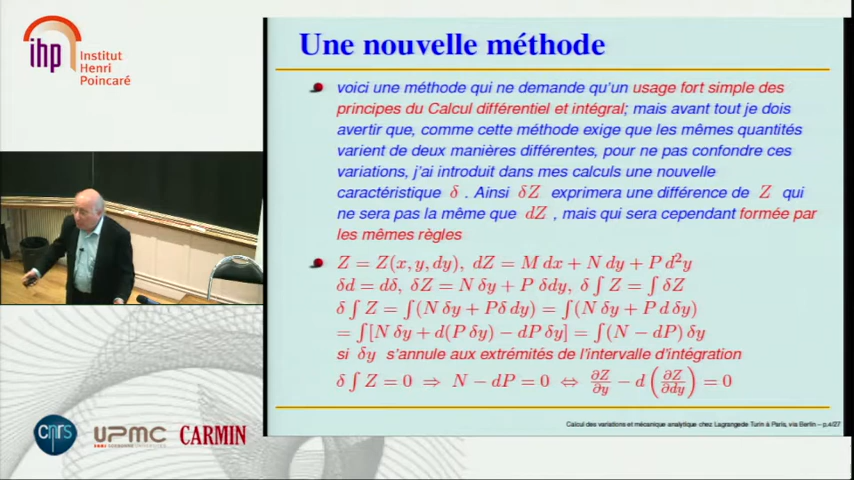 ihp
Institut
Henri
Poincaré
Une nouvelle méthode
voici une méthode qui ne demande qu'un usage fort simple des
principes du Calcul différentiel et intégral; mais avant tout je dois
avertir que, comme cette méthode exige que les mêmes quantités
varient de deux manières différentes, pour ne pas confondre ces
variations, j'ai introduit dans mes calculs une nouvelle
caractéristique δ . Ainsi δZ exprimera une différence de Z qui
ne sera pas la même que dZ , mais qui sera cependant formée par
les mêmes règles
Z = Z(x, y, dy), dZ = M dx + N dy + P d²y
δd = dδ, δZ = N δy + P δdy, δ ∫ Z = ∫ δZ
δ ∫ Z = ∫(N δy + Pδ dy) = ∫(N δy + P d δy)
= ∫[N δy + d(P δy) − dP δy] = ∫(N − dP) δy
si δy s'annule aux extrémités de l'intervalle d'intégration
δ ∫ Z = 0 ⇒ N − dP = 0 ⇔ ∂Z/∂y − d (∂Z/∂dy) = 0
Calcul des variations et mécanique analytique chez Lagrangede Turin à Paris, via Berlin – p.4/27
cnrs
UPMC
CARMIN